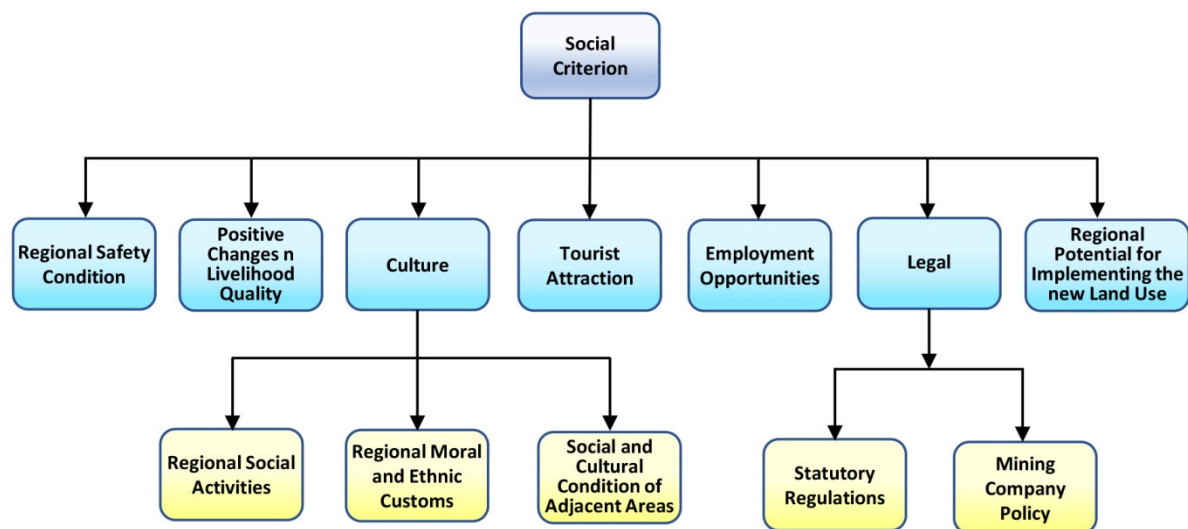 Social
Criterion
Regional Safety
Condition
Positive
Changes n
Livelihood
Quality
Culture
Tourist
Attraction
Employment
Opportunities
Legal
Regional
Potential for
Implementing the
new Land Use
Regional Social
Activities
Regional Moral
and Ethnic
Customs
Social and
Cultural
Condition of
Adjacent Areas
Statutory
Regulations
Mining
Company
Policy